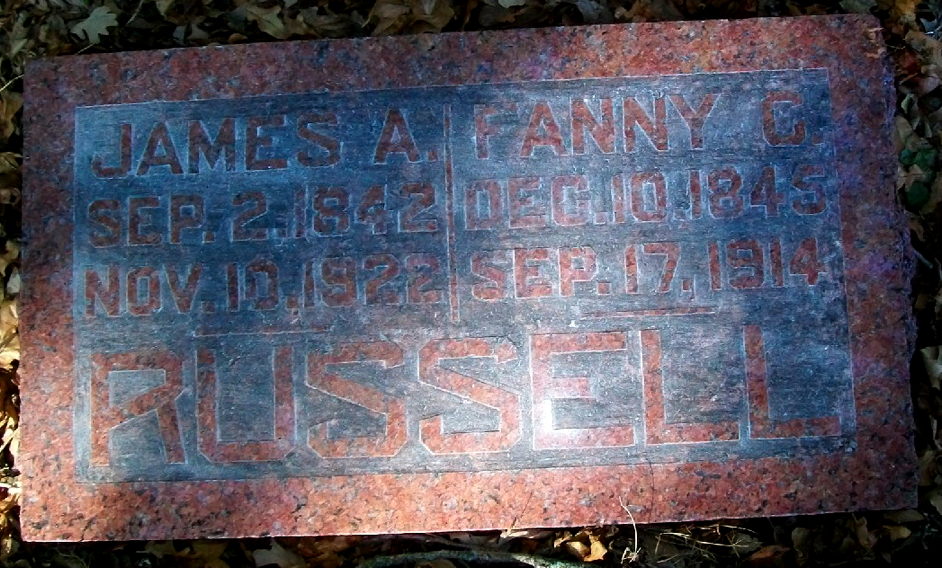 JAMES A.
SEP. 2. 1842
NOV. 10, 1922
FANNY C.
DEC. 10. 1845
SEP. 17, 1914
RUSSELL